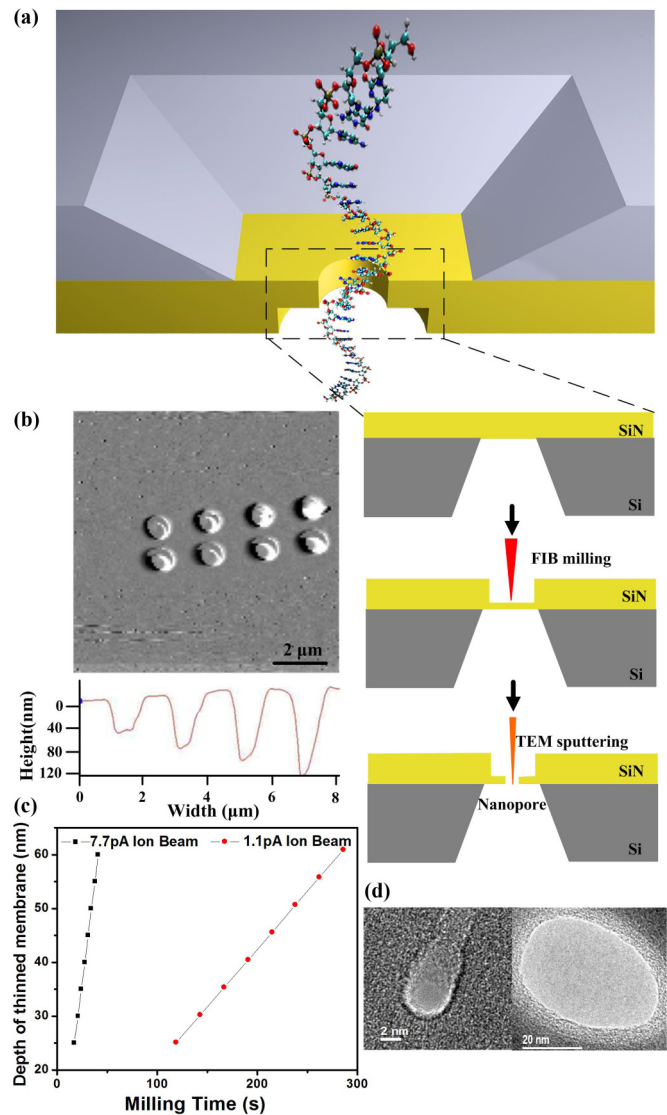 (a)
SiN
Si
FIB milling
SiN
Si
TEM sputtering
SiN
Nanopore
Si
(b)
2 μm
Height(nm)
0
40
80
120
0 2 4 6 8
Width (μm)
(c)
7.7pA Ion Beam 1.1pA Ion Beam
Depth of thinned membrane (nm)
60
50
40
30
20
0 100 200 300
Milling Time (s)
(d)
2 nm
20 nm